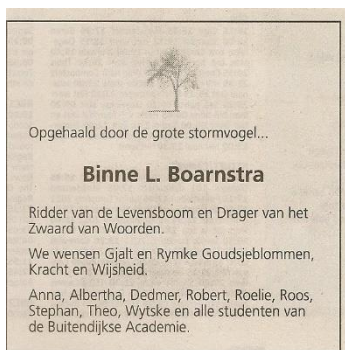 Opgehaald door de grote stormvogel...
Binne L. Boarnstra
Ridder van de Levensboom en Drager van het
Zwaard van Woorden.
We wensen Gjalt en Rymke Goudsjeblommen,
Kracht en Wijsheid.
Anna, Albertha, Dedmer, Robert, Roelie, Roos,
Stephan, Theo, Wytske en alle studenten van
de Buitendijkse Academie.